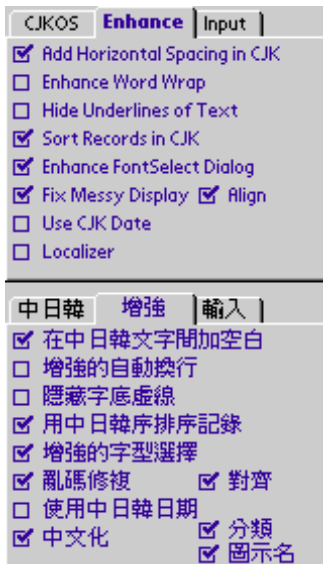 CJKOS Enhance Input
Add Horizontal Spacing in CJK
Enhance Word Wrap
Hide Underlines of Text
Sort Records in CJK
Enhance FontSelect Dialog
Fix Messy Display Align
Use CJK Date
Localizer
中日韓 增強 輸入
在中日韓文字間加空白
增強的自動換行
隱藏字底虛線
用中日韓序排序記錄
增強的字型選擇
亂碼修複 對齊
使用中日韓日期
中文化 分類
圖示名